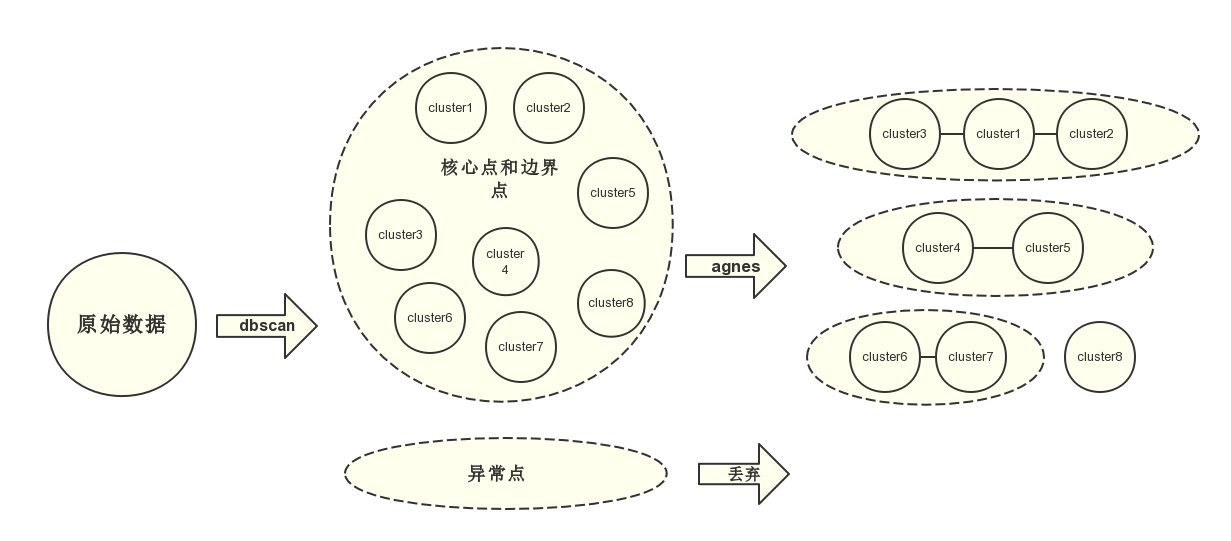 原始数据
dbscan
cluster1
cluster2
核心点和边界
点
cluster5
cluster3
cluster
4
cluster8
cluster6
cluster7
异常点
agnes
丢弃
cluster3
cluster1
cluster2
cluster4
cluster5
cluster6
cluster7
cluster8